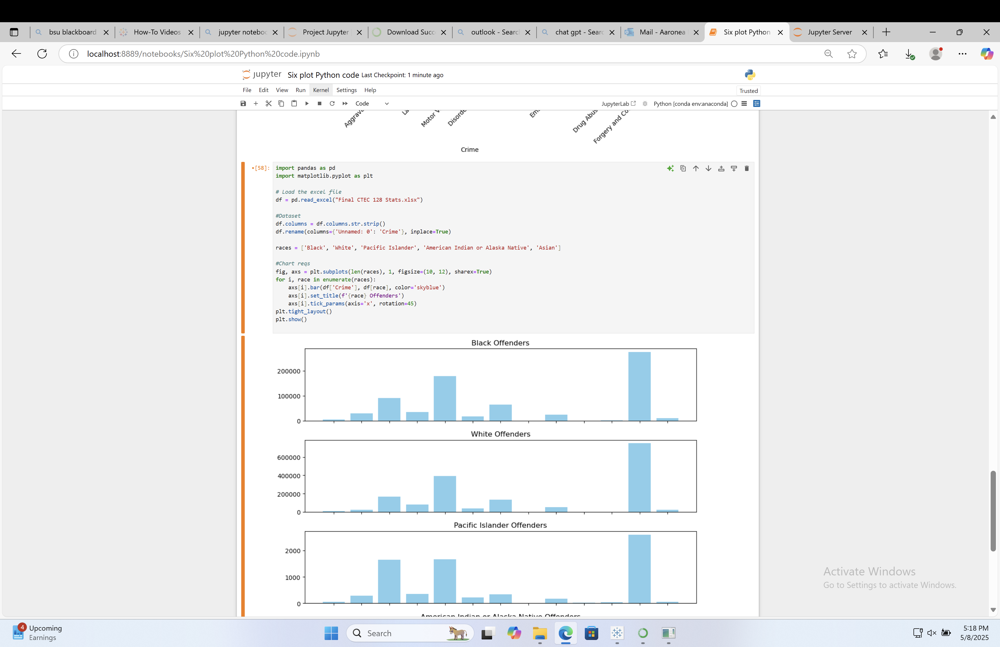 bsu blackboard
How-To Videos
jupyter noteboo
Project Jupyter
Download Succ
outlook - Search
chat gpt - Searc
Mail - Aaronea
Six plot Python
Jupyter Server
localhost:8889/notebooks/Six%20plot%20Python%20code.ipynb
jupyter Six plot Python code Last Checkpoint: 1 minute ago
File Edit View Run Kernel Settings Help
Trusted
Code
JupyterLab
Python [conda env:anaconda]
Aggrava
La
Motor V
Disorde
Em
Drug Abus
Forgery and Co
Crime
•[58]:
import pandas as pd
import matplotlib.pyplot as plt
# Load the excel file
df = pd.read_excel("Final CTEC 128 Stats.xlsx")
#Dataset
df.columns = df.columns.str.strip()
df.rename(columns={'Unnamed: 0': 'Crime'}, inplace=True)
races = ['Black', 'White', 'Pacific Islander', 'American Indian or Alaska Native', 'Asian']
#Chart reqs
fig, axs = plt.subplots(len(races), 1, figsize=(10, 12), sharex=True)
for i, race in enumerate(races):
    axs[i].bar(df['Crime'], df[race], color='skyblue')
    axs[i].set_title(f'{race} Offenders')
    axs[i].tick_params(axis='x', rotation=45)
plt.tight_layout()
plt.show()
Black Offenders
200000
100000
0
White Offenders
600000
400000
200000
0
Pacific Islander Offenders
2000
1000
0
American Indian or Alaska Native Offenders
Activate Windows
Go to Settings to activate Windows.
4
Upcoming
Earnings
Search
5:18 PM
5/8/2025